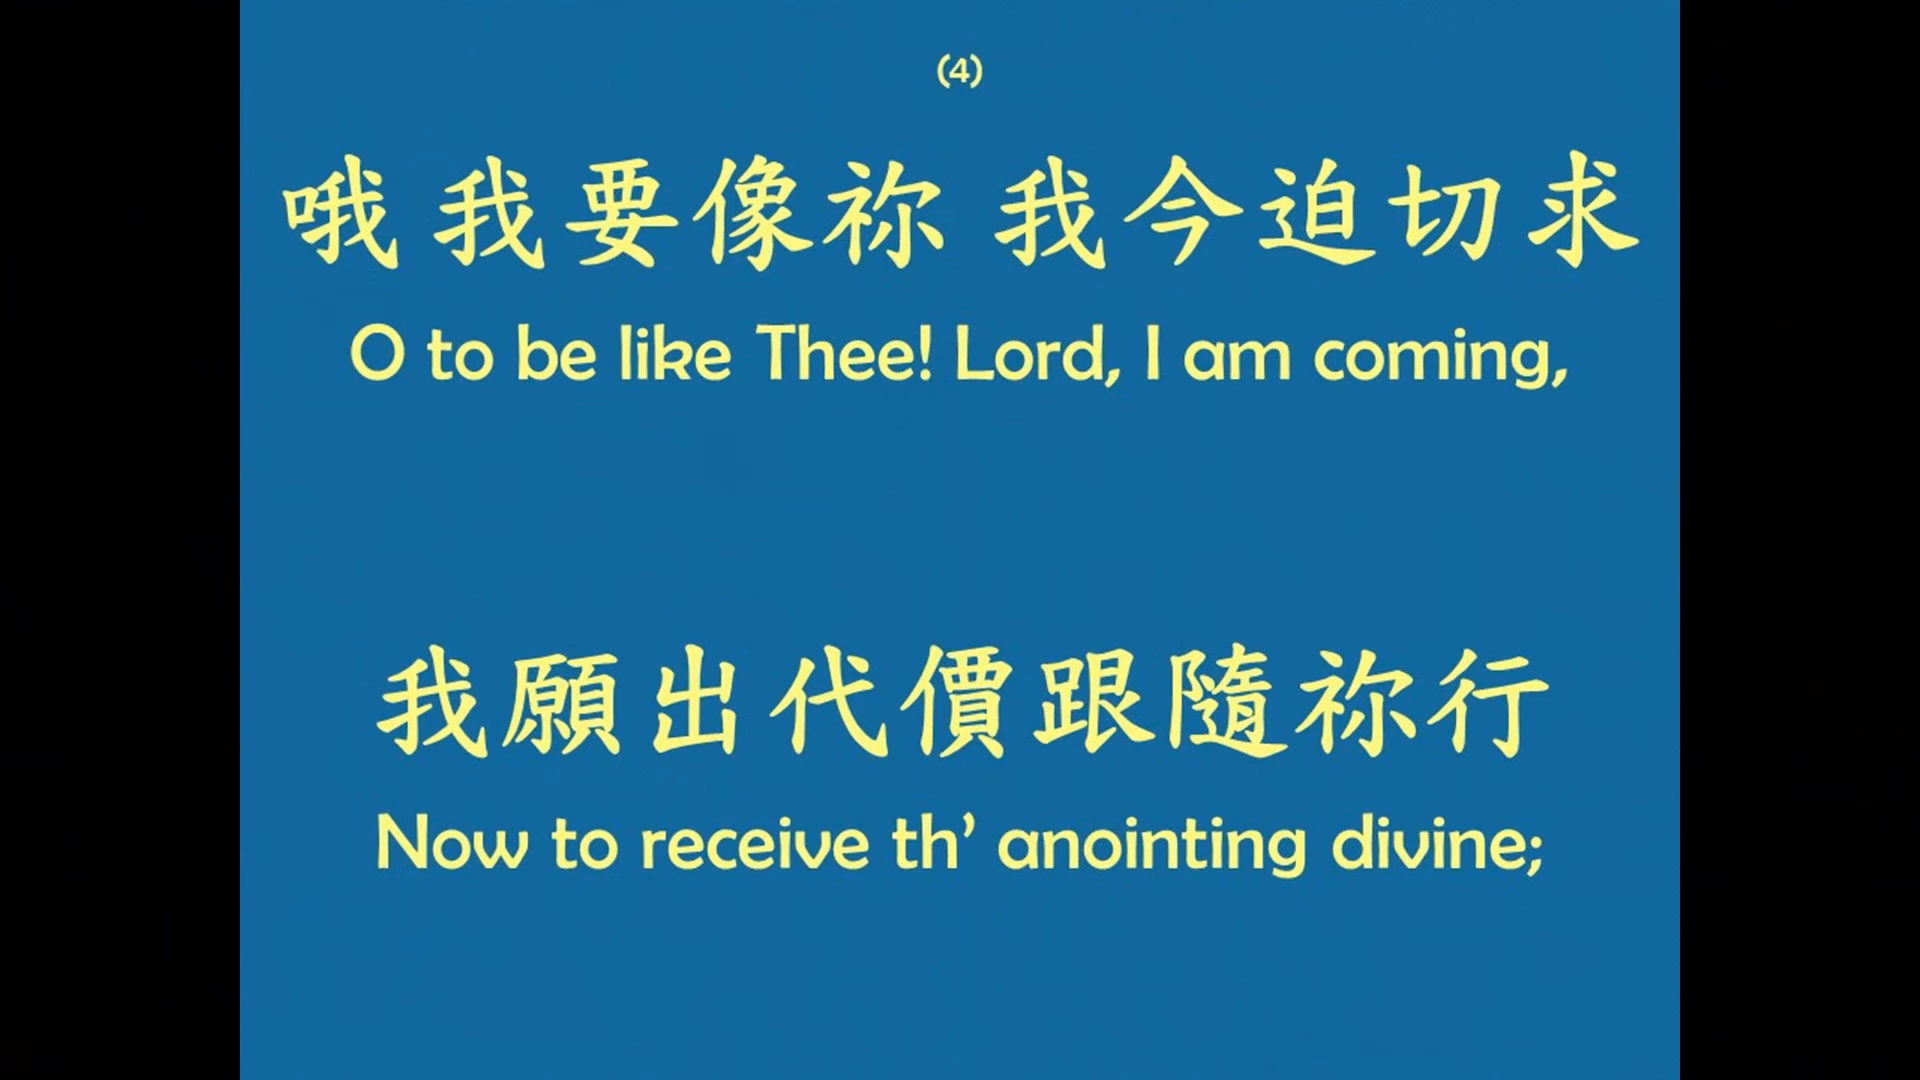 (4)
哦 我要像祢 我今迫切求
O to be like Thee! Lord, I am coming,
我願出代價跟隨祢行
Now to receive th’ anointing divine;